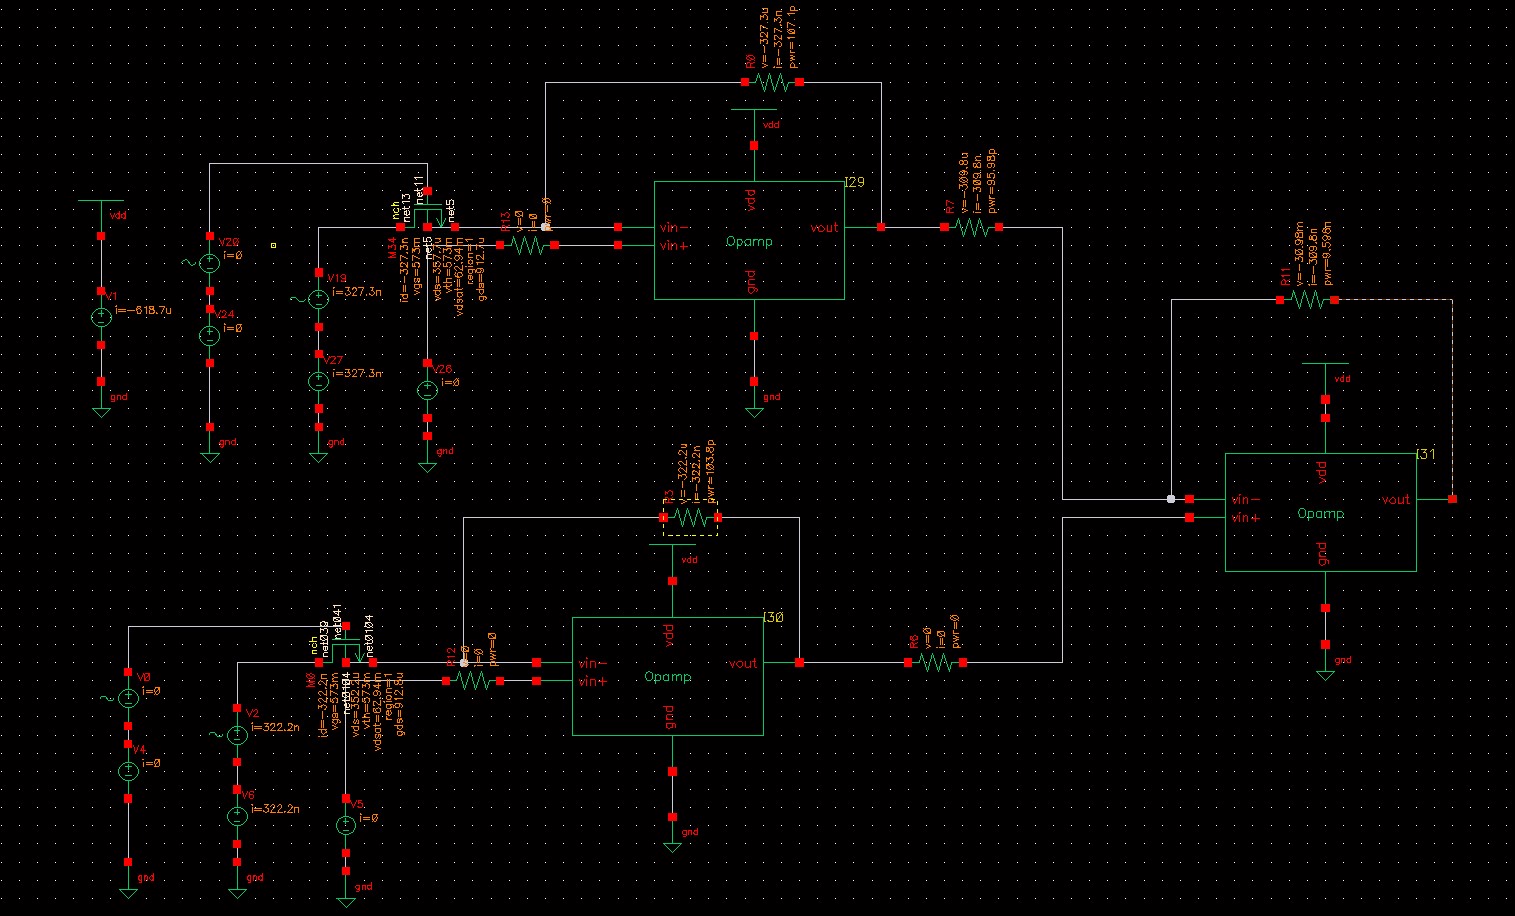 R0
v=-327.3u
i=-327.3n
pwr=107.1p
vdd
I29
vdd
vin-
vin+
Opamp
vout
gnd
gnd
R7
v=-309.8u
i=-309.8n
pwr=95.98p
R13
v=0
i=0
pwr=0
nch
net13
net11
net5
net5
M34
id=-327.3n
vgs=573m
vds=357.7u
vth=573m
vdsat=62.94m
region=1
gds=912.7u
vdd
V1
i=-618.7u
gnd
V20
i=0
V24
i=0
gnd
V19
i=327.3n
V27
i=327.3n
gnd
V26
i=0
gnd
R11
v=-30.98m
i=-309.8n
pwr=9.598n
vdd
I31
vdd
vin-
vin+
Opamp
vout
gnd
gnd
R3
v=-322.2u
i=-322.2n
pwr=103.8p
vdd
I30
vdd
vin-
vin+
Opamp
vout
gnd
gnd
R6
v=0
i=0
pwr=0
R12
v=0
i=0
pwr=0
nch
net039
net041
net0104
net0104
M0
id=-322.2n
vgs=573m
vds=352.2u
vth=573m
vdsat=62.94m
region=1
gds=912.8u
V0
i=0
V4
i=0
gnd
V2
i=322.2n
V6
i=322.2n
gnd
V5
i=0
gnd